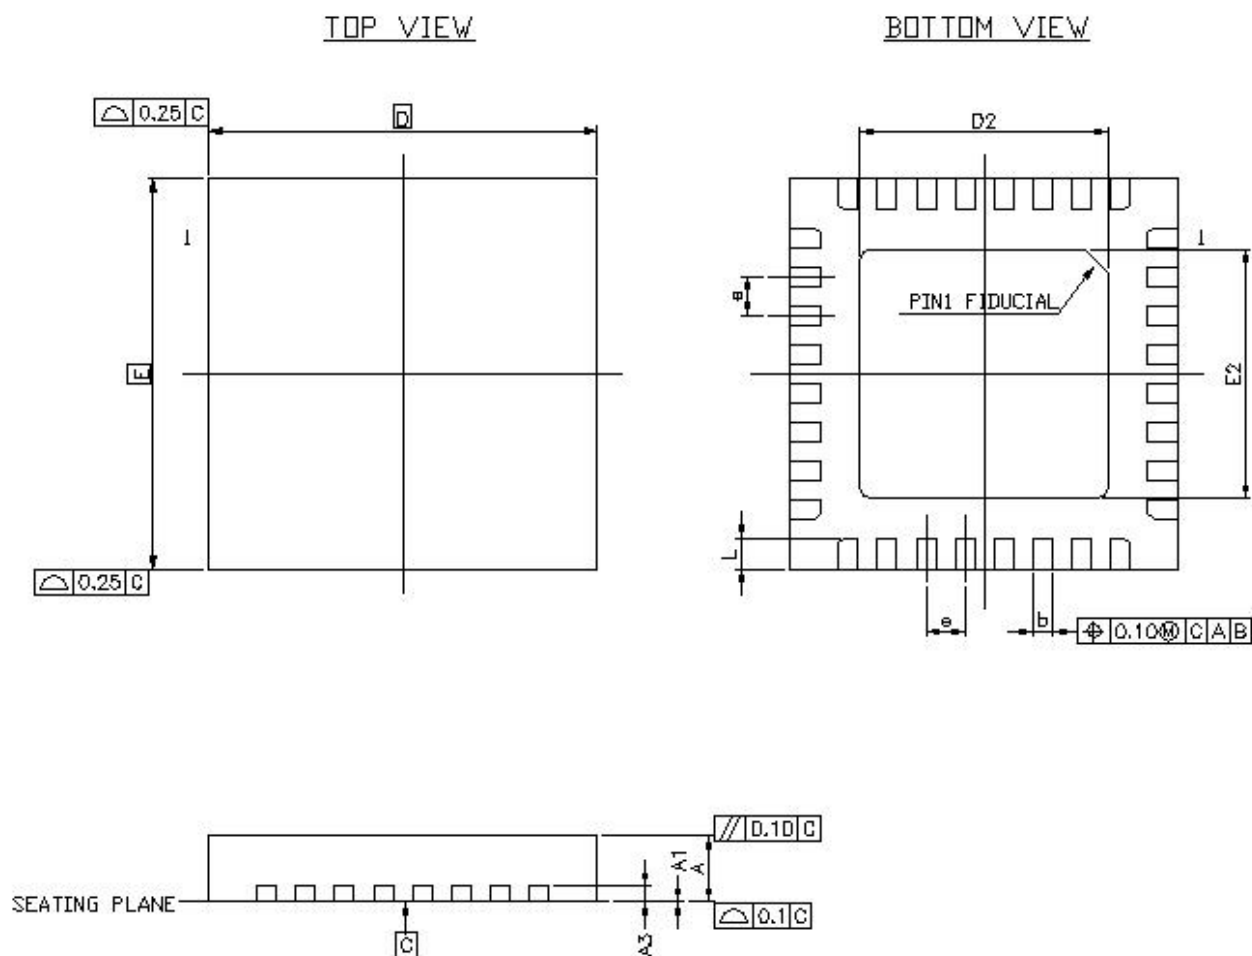 TOP VIEW
BOTTOM VIEW
⌓ 0.25 C
D
D2
1
1
e
PIN1 FIDUCIAL
E
E2
L
⌓ 0.25 C
e
b
⌖ 0.10 Ⓜ C A B
// 0.10 C
A1
A
SEATING PLANE
⌓ 0.1 C
C
A3